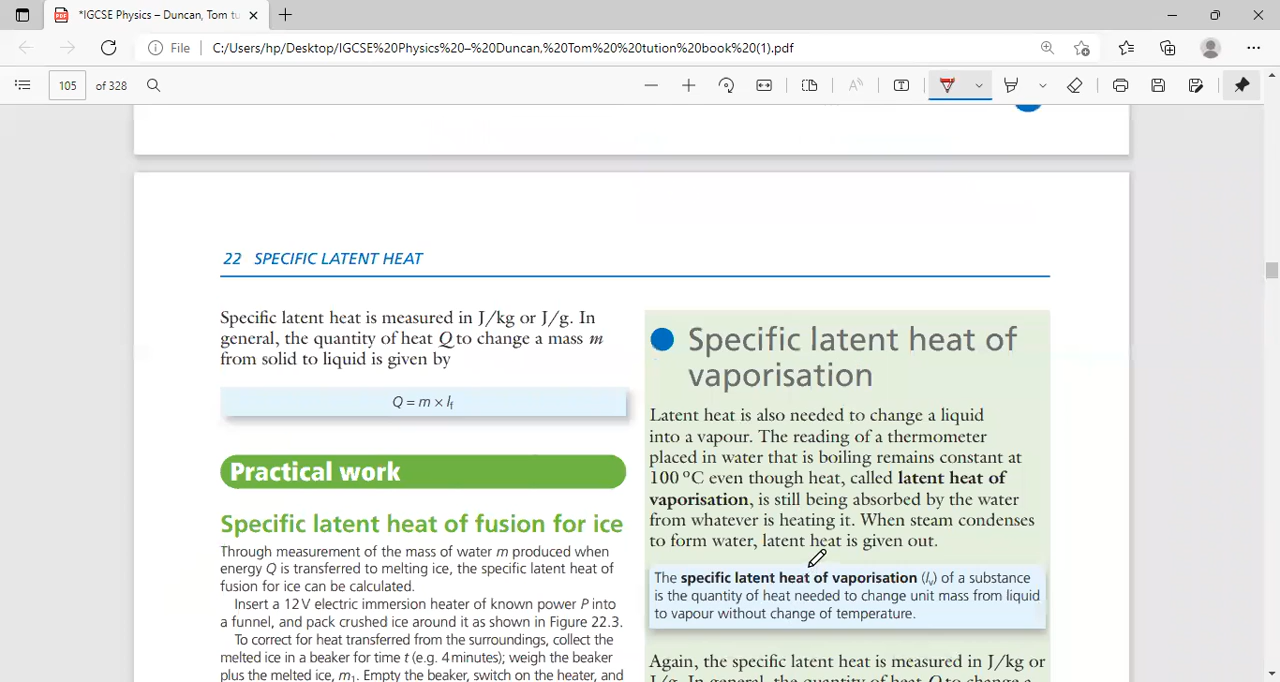 *IGCSE Physics – Duncan, Tom tu
File
C:/Users/hp/Desktop/IGCSE%20Physics%20–%20Duncan.%20Tom%20%20tution%20book%20(1).pdf
105 of 328
22 SPECIFIC LATENT HEAT
Specific latent heat is measured in J/kg or J/g. In
general, the quantity of heat Q to change a mass m
from solid to liquid is given by
Q = m × lf
Practical work
Specific latent heat of fusion for ice
Through measurement of the mass of water m produced when
energy Q is transferred to melting ice, the specific latent heat of
fusion for ice can be calculated.
Insert a 12 V electric immersion heater of known power P into
a funnel, and pack crushed ice around it as shown in Figure 22.3.
To correct for heat transferred from the surroundings, collect the
melted ice in a beaker for time t (e.g. 4 minutes); weigh the beaker
plus the melted ice, m1. Empty the beaker, switch on the heater, and
Specific latent heat of
vaporisation
Latent heat is also needed to change a liquid
into a vapour. The reading of a thermometer
placed in water that is boiling remains constant at
100 °C even though heat, called latent heat of
vaporisation, is still being absorbed by the water
from whatever is heating it. When steam condenses
to form water, latent heat is given out.
The specific latent heat of vaporisation (lv) of a substance
is the quantity of heat needed to change unit mass from liquid
to vapour without change of temperature.
Again, the specific latent heat is measured in J/kg or
J/g. In general, the quantity of heat Q to change a